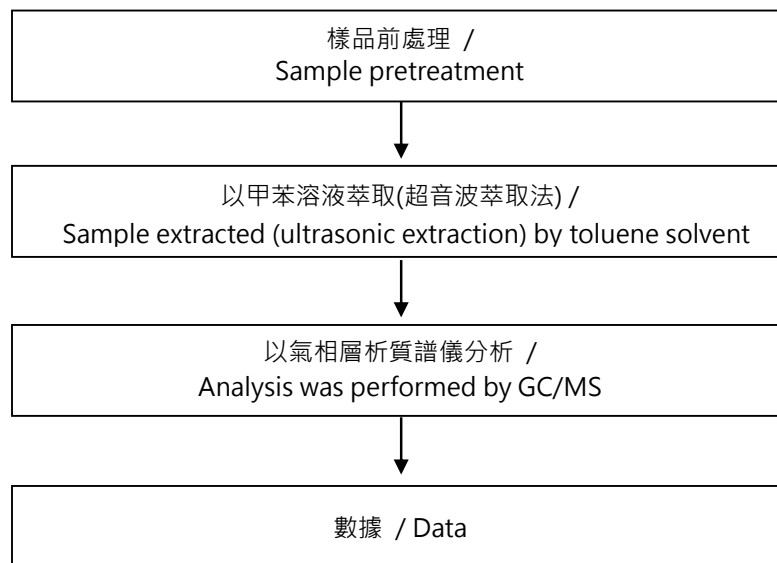 樣品前處理 /
Sample pretreatment
以甲苯溶液萃取(超音波萃取法) /
Sample extracted (ultrasonic extraction) by toluene solvent
以氣相層析質譜儀分析 /
Analysis was performed by GC/MS
數據 / Data